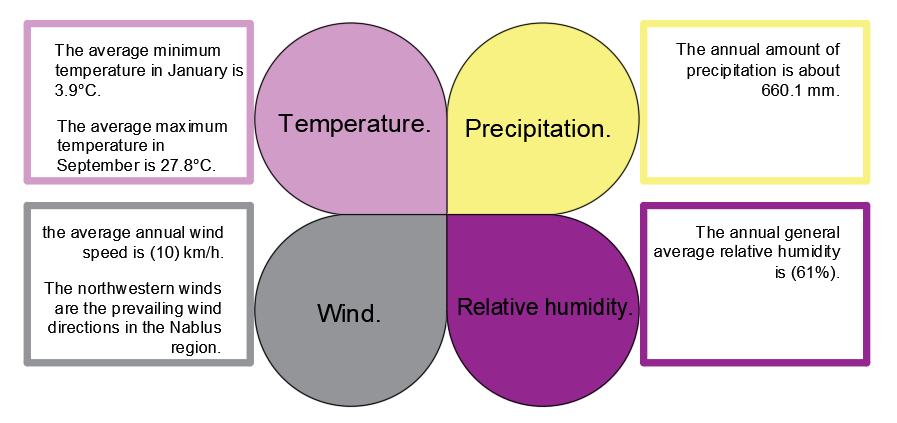 The average minimum
temperature in January is
3.9°C.
The average maximum
temperature in
September is 27.8°C.
Temperature.
Precipitation.
The annual amount of
precipitation is about
660.1 mm.
the average annual wind
speed is (10) km/h.
The northwestern winds
are the prevailing wind
directions in the Nablus
region.
Wind.
Relative humidity.
The annual general
average relative humidity
is (61%).